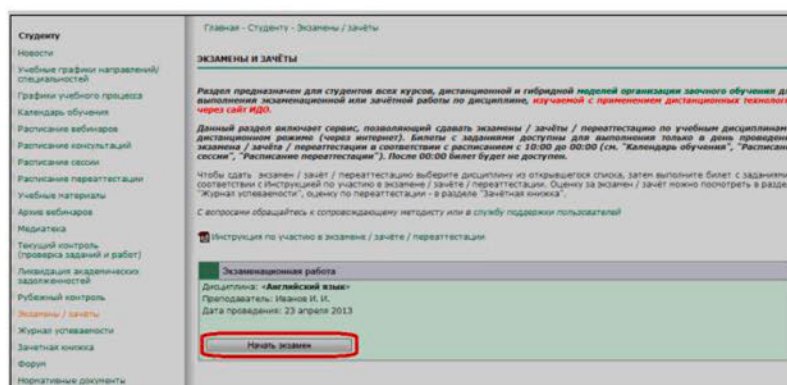 Студенту
Новости
Учебные графики направлений/
специальностей
Графики учебного процесса
Календарь обучения
Расписание вебинаров
Расписание консультаций
Расписание сессии
Расписание переаттестации
Учебные материалы
Архив вебинаров
Медиатека
Текущий контроль
(проверка заданий и работ)
Ликвидация академических
задолженностей
Рубежный контроль
Экзамены / зачёты
Журнал успеваемости
Зачетная книжка
Форум
Нормативные документы
Главная - Студенту - Экзамены / зачёты
ЭКЗАМЕНЫ И ЗАЧЁТЫ
Раздел предназначен для студентов всех курсов, дистанционной и гибридной моделей организации заочного обучения дл
выполнения экзаменационной или зачётной работы по дисциплине, изучаемой с применением дистанционных технолог
через сайт ИДО.
Данный раздел включает сервис, позволяющий сдавать экзамены / зачёты / переаттестацию по учебным дисциплинам
дистанционном режиме (через интернет). Билеты с заданиями доступны для выполнения только в день проведен
экзамена / зачёта / переаттестации в соответствии с расписанием с 10:00 до 00:00 (см. "Календарь обучения", "Расписан
сессии", "Расписание переаттестации"). После 00:00 билет будет не доступен.
Чтобы сдать экзамен / зачёт / переаттестацию выберите дисциплину из открывшегося списка, затем выполните билет с заданиями
соответствии с Инструкцией по участию в экзамене / зачёте / переаттестации. Оценку за экзамен / зачёт можно посмотреть в разде
"Журнал успеваемости", оценку по переаттестации - в разделе "Зачётная книжка".
С вопросами обращайтесь к сопровождающему методисту или в службу поддержки пользователей
Инструкция по участию в экзамене / зачёте / переаттестации
Экзаменационная работа
Дисциплина: «Английский язык»
Преподаватель: Иванов И. И.
Дата проведения: 23 апреля 2013
Начать экзамен